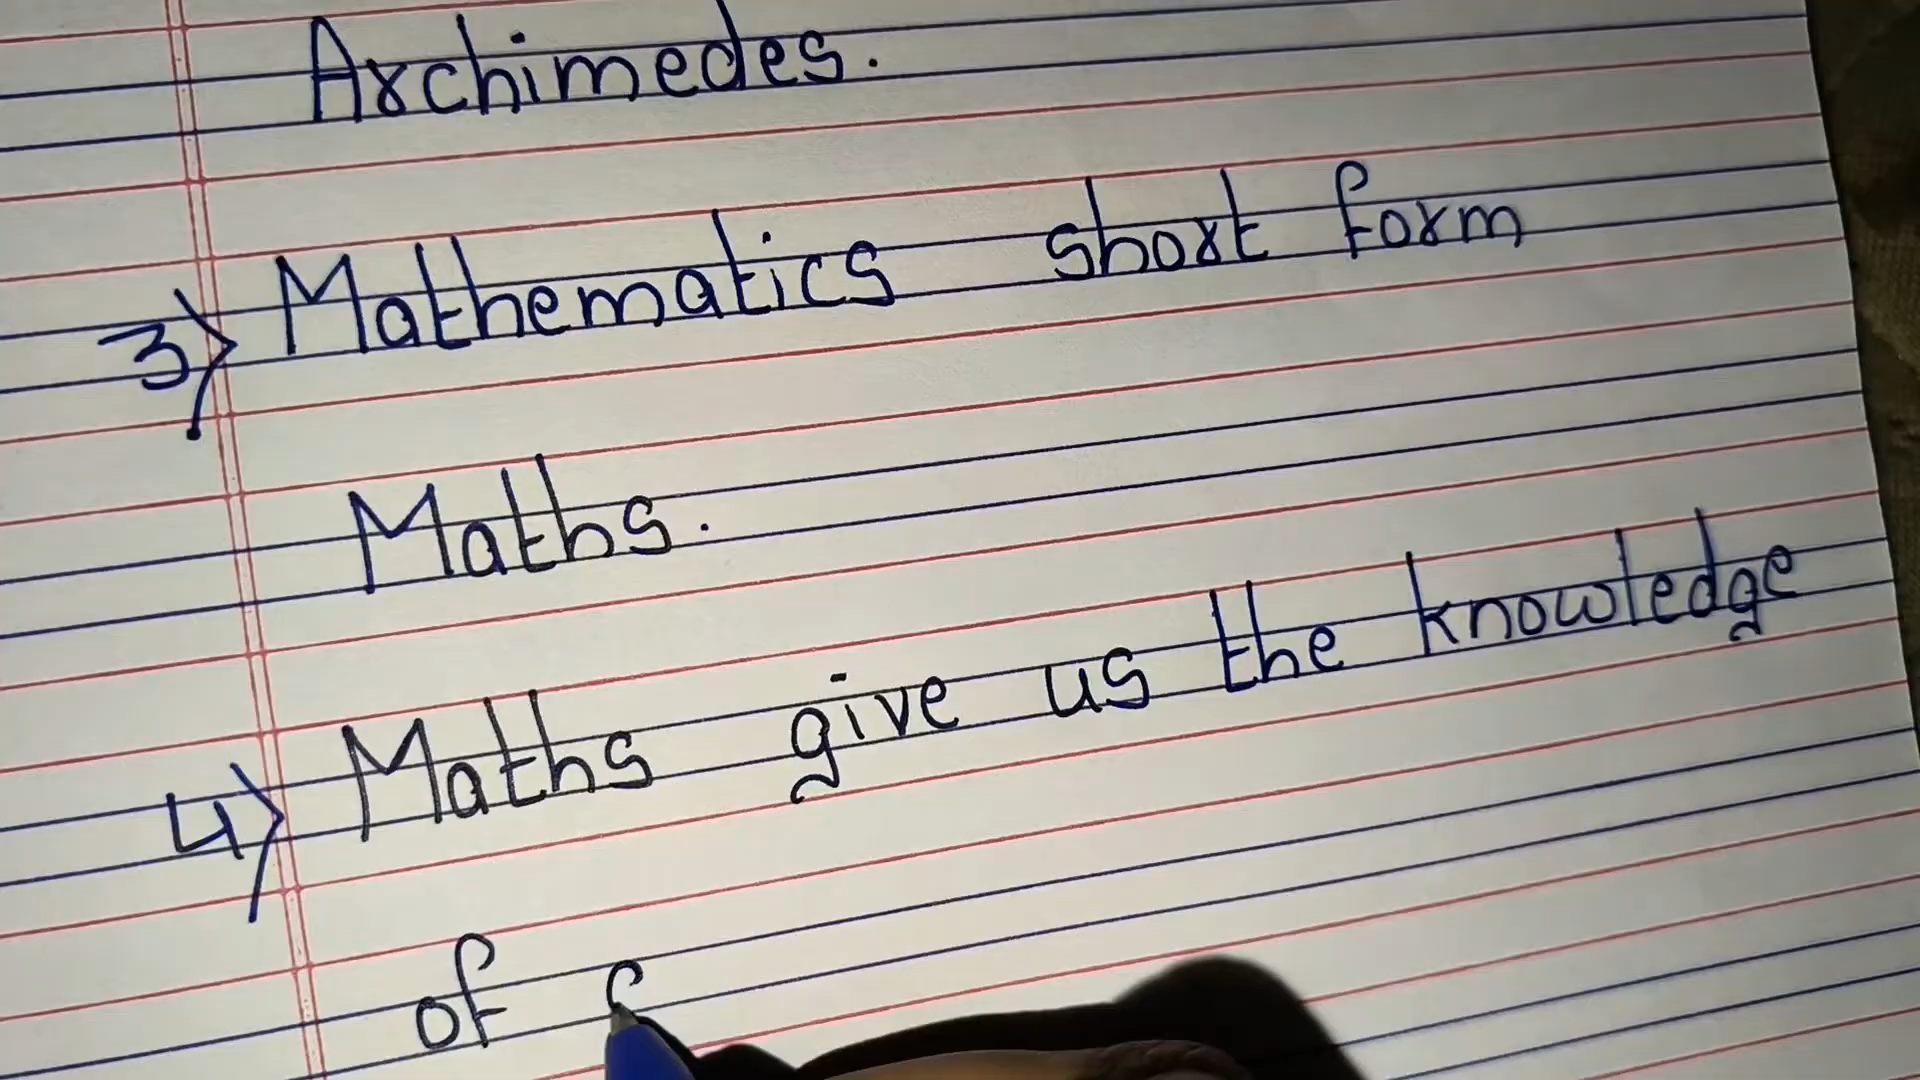 Archimedes.
3) Mathematics short form
Maths.
4) Maths give us the knowledge
of